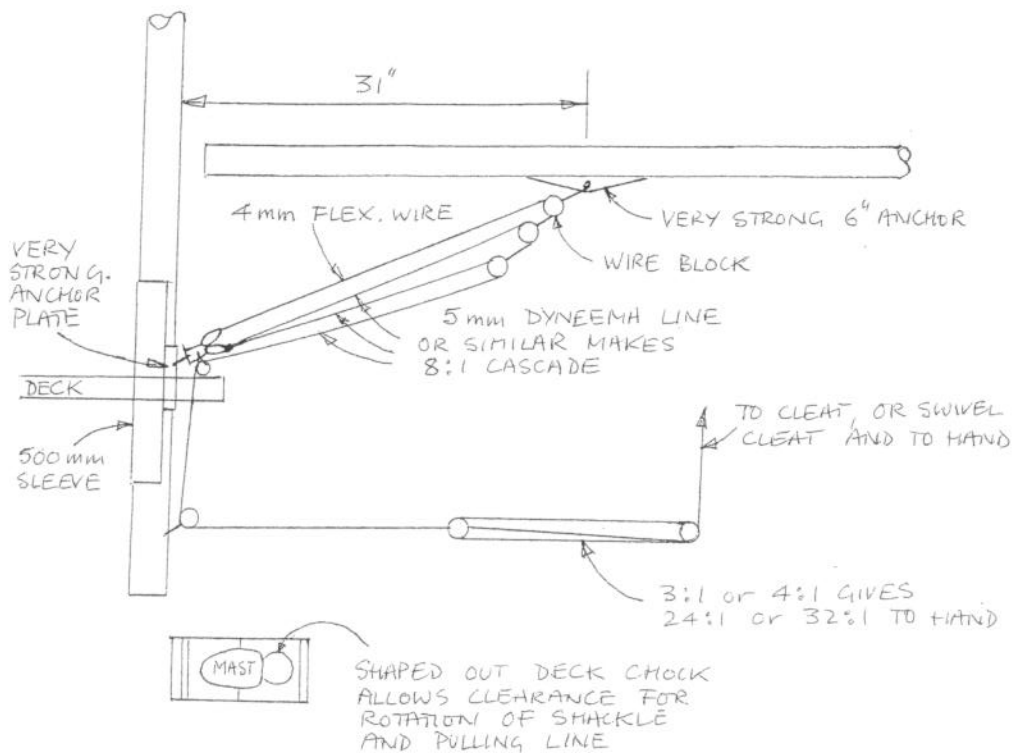 31"
4mm FLEX. WIRE
VERY STRONG 6" ANCHOR
WIRE BLOCK
VERY
STRONG.
ANCHOR
PLATE
5mm DYNEEMA LINE
OR SIMILAR MAKES
8:1 CASCADE
DECK
TO CLEAT, OR SWIVEL
CLEAT AND TO HAND
500mm
SLEEVE
3:1 or 4:1 GIVES
24:1 or 32:1 TO HAND
MAST
SHAPED OUT DECK CHOCK
ALLOWS CLEARANCE FOR
ROTATION OF SHACKLE
AND PULLING LINE